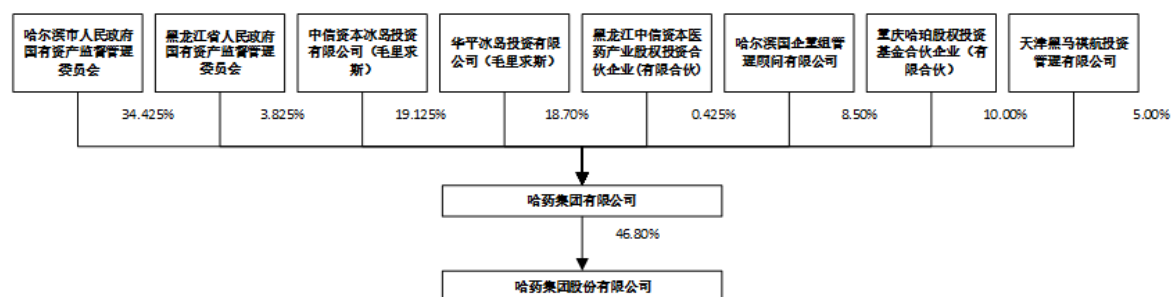 哈尔滨市人民政府
国有资产监督管理
委员会
黑龙江省人民政府
国有资产监督管理
委员会
中信资本冰岛投资
有限公司（毛里求
斯）
华平冰岛投资有限
公司（毛里求斯）
黑龙江中信资本医
药产业股权投资合
伙企业(有限合伙)
哈尔滨国企重组管
理顾问有限公司
重庆哈珀股权投资
基金合伙企业（有
限合伙）
天津黑马祺航投资
管理有限公司
34.425%
3.825%
19.125%
18.70%
0.425%
8.50%
10.00%
5.00%
哈药集团有限公司
46.80%
哈药集团股份有限公司